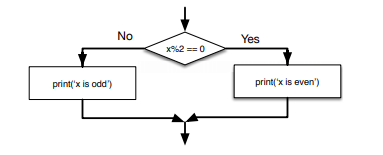 No
Yes
x%2 == 0
print('x is odd')
print('x is even')